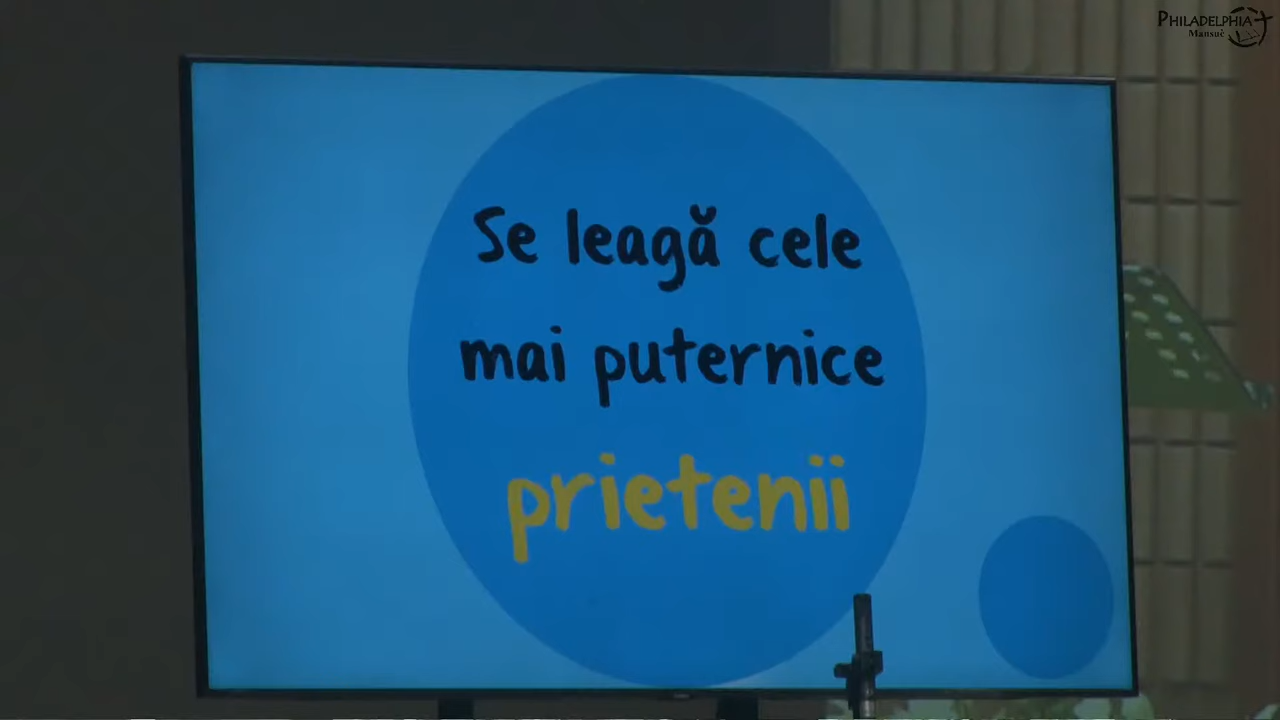 PHILADELPHIA
Mansuè
Se leagă cele
mai puternice
prietenii